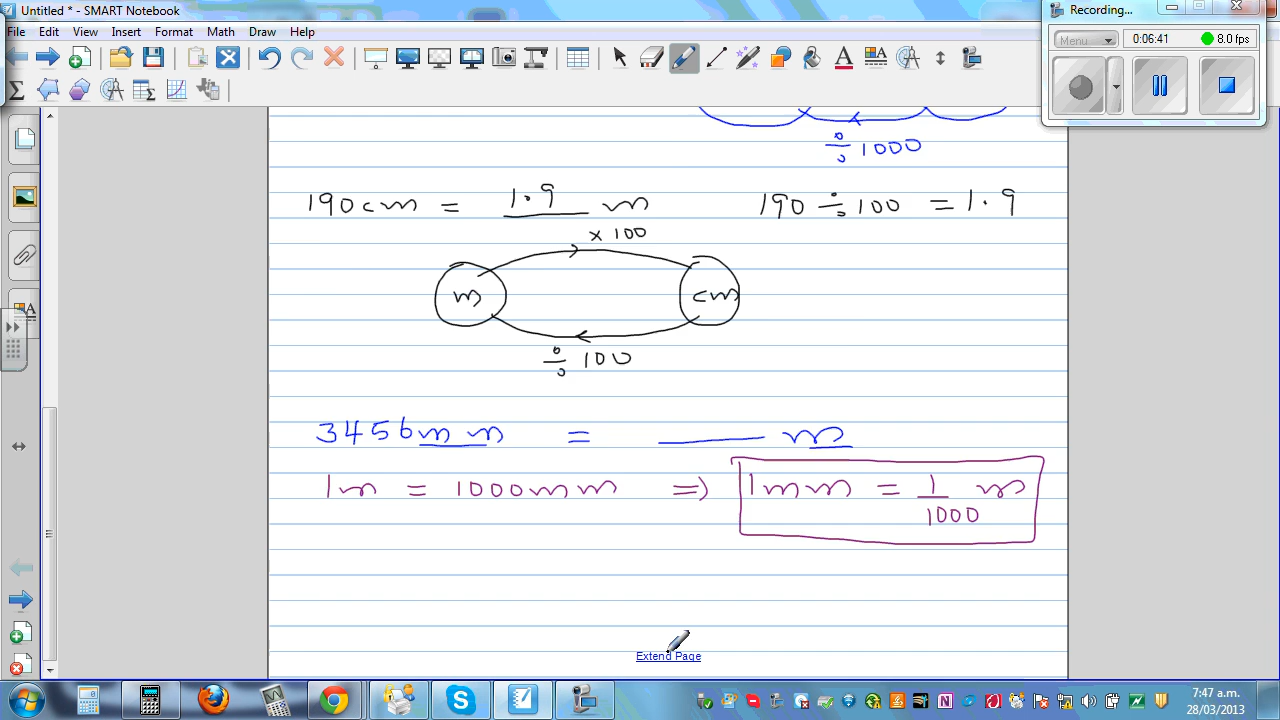 Untitled * - SMART Notebook
File Edit View Insert Format Math Draw Help
Recording...
Menu 0:06:41 8.0 fps
÷ 1000
190cm = 1.9 m 190 ÷ 100 = 1.9
x 100
m cm
÷ 100
3456mm = ____ m
1m = 1000mm => 1mm = 1/1000 m
Extend Page
7:47 a.m.
28/03/2013